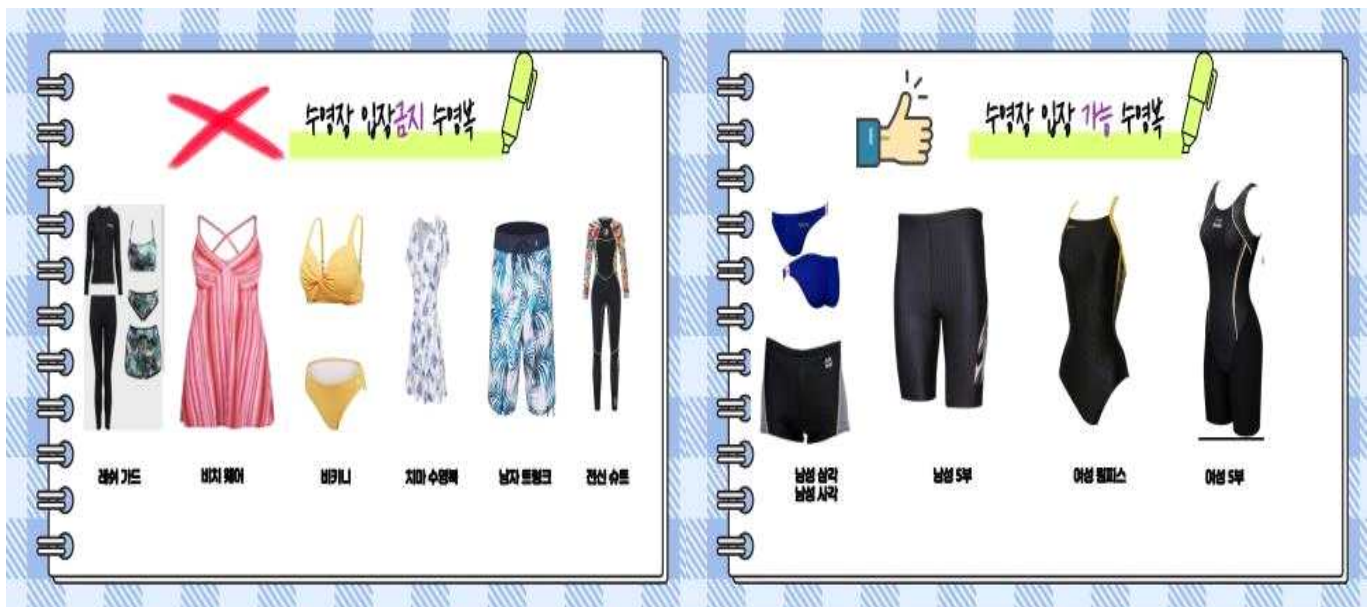 수영장 입장금지 수영복
래쉬 가드
비치 웨어
비키니
치마 수영복
남자 트렁크
전신 슈트
수영장 입장 가능 수영복
남성 삼각
남성 사각
남성 5부
여성 원피스
여성 5부